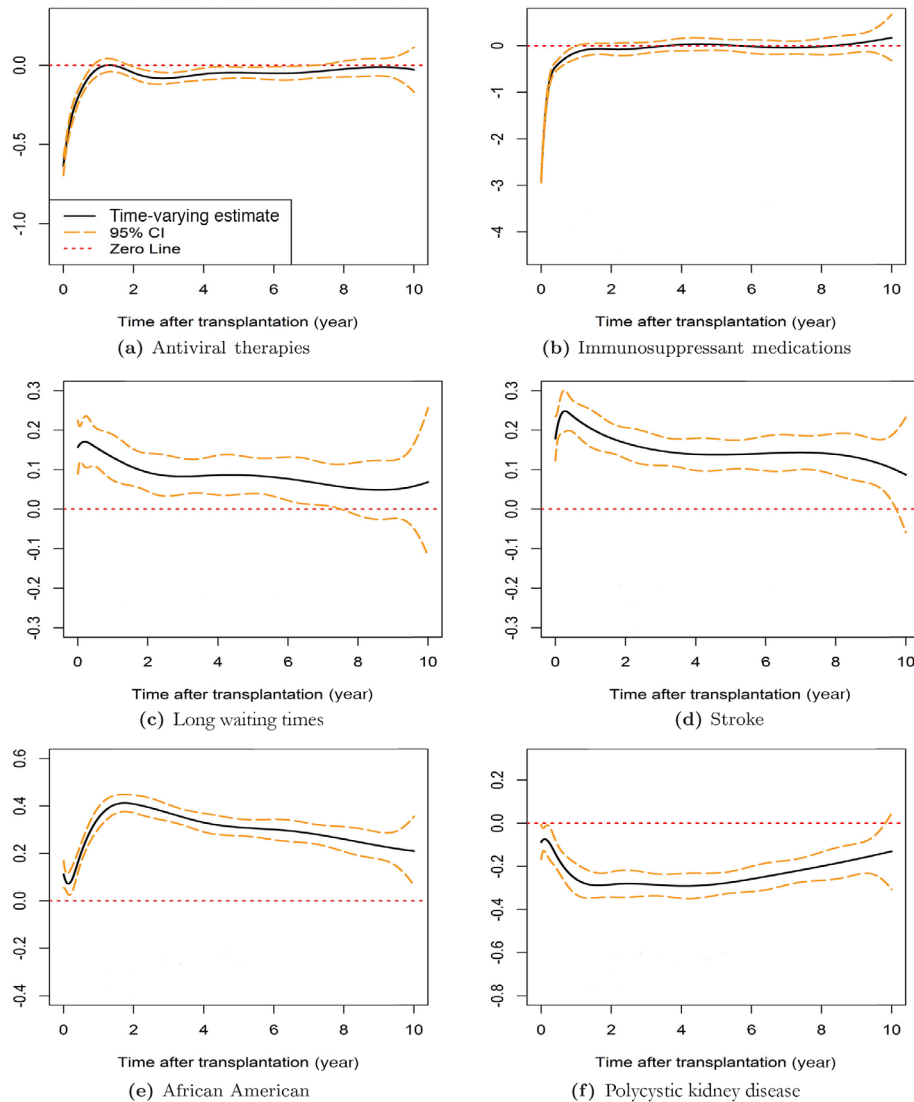 0.0
-0.5
-1.0
Time-varying estimate
95% CI
Zero Line
0 2 4 6 8 10
Time after transplantation (year)
(a) Antiviral therapies
0
-1
-2
-3
-4
0 2 4 6 8 10
Time after transplantation (year)
(b) Immunosuppressant medications
0.3
0.2
0.1
0.0
-0.1
-0.2
-0.3
0 2 4 6 8 10
Time after transplantation (year)
(c) Long waiting times
0.3
0.2
0.1
0.0
-0.1
-0.2
-0.3
0 2 4 6 8 10
Time after transplantation (year)
(d) Stroke
0.6
0.4
0.2
0.0
-0.2
-0.4
0 2 4 6 8 10
Time after transplantation (year)
(e) African American
0.2
0.0
-0.2
-0.4
-0.6
-0.8
0 2 4 6 8 10
Time after transplantation (year)
(f) Polycystic kidney disease